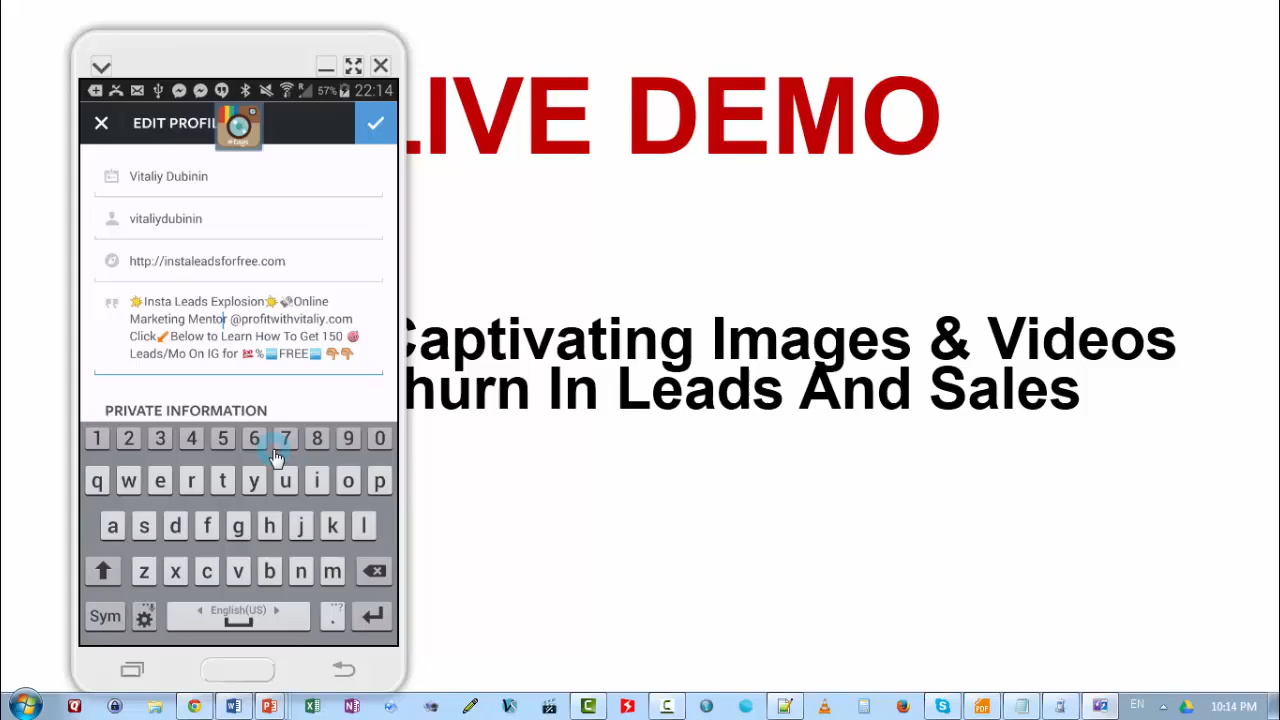 LIVE DEMO
Captivating Images & Videos
hurn In Leads And Sales
57% 22:14
EDIT PROFIL
Vitaliy Dubinin
vitaliydubinin
http://instaleadsforfree.com
Insta Leads Explosion Online
Marketing Mentor @profitwithvitaliy.com
Click Below to Learn How To Get 150
Leads/Mo On IG for % FREE
PRIVATE INFORMATION
1 2 3 4 5 6 7 8 9 0
q w e r t y u i o p
a s d f g h j k l
z x c v b n m
Sym English(US) .
EN 10:14 PM